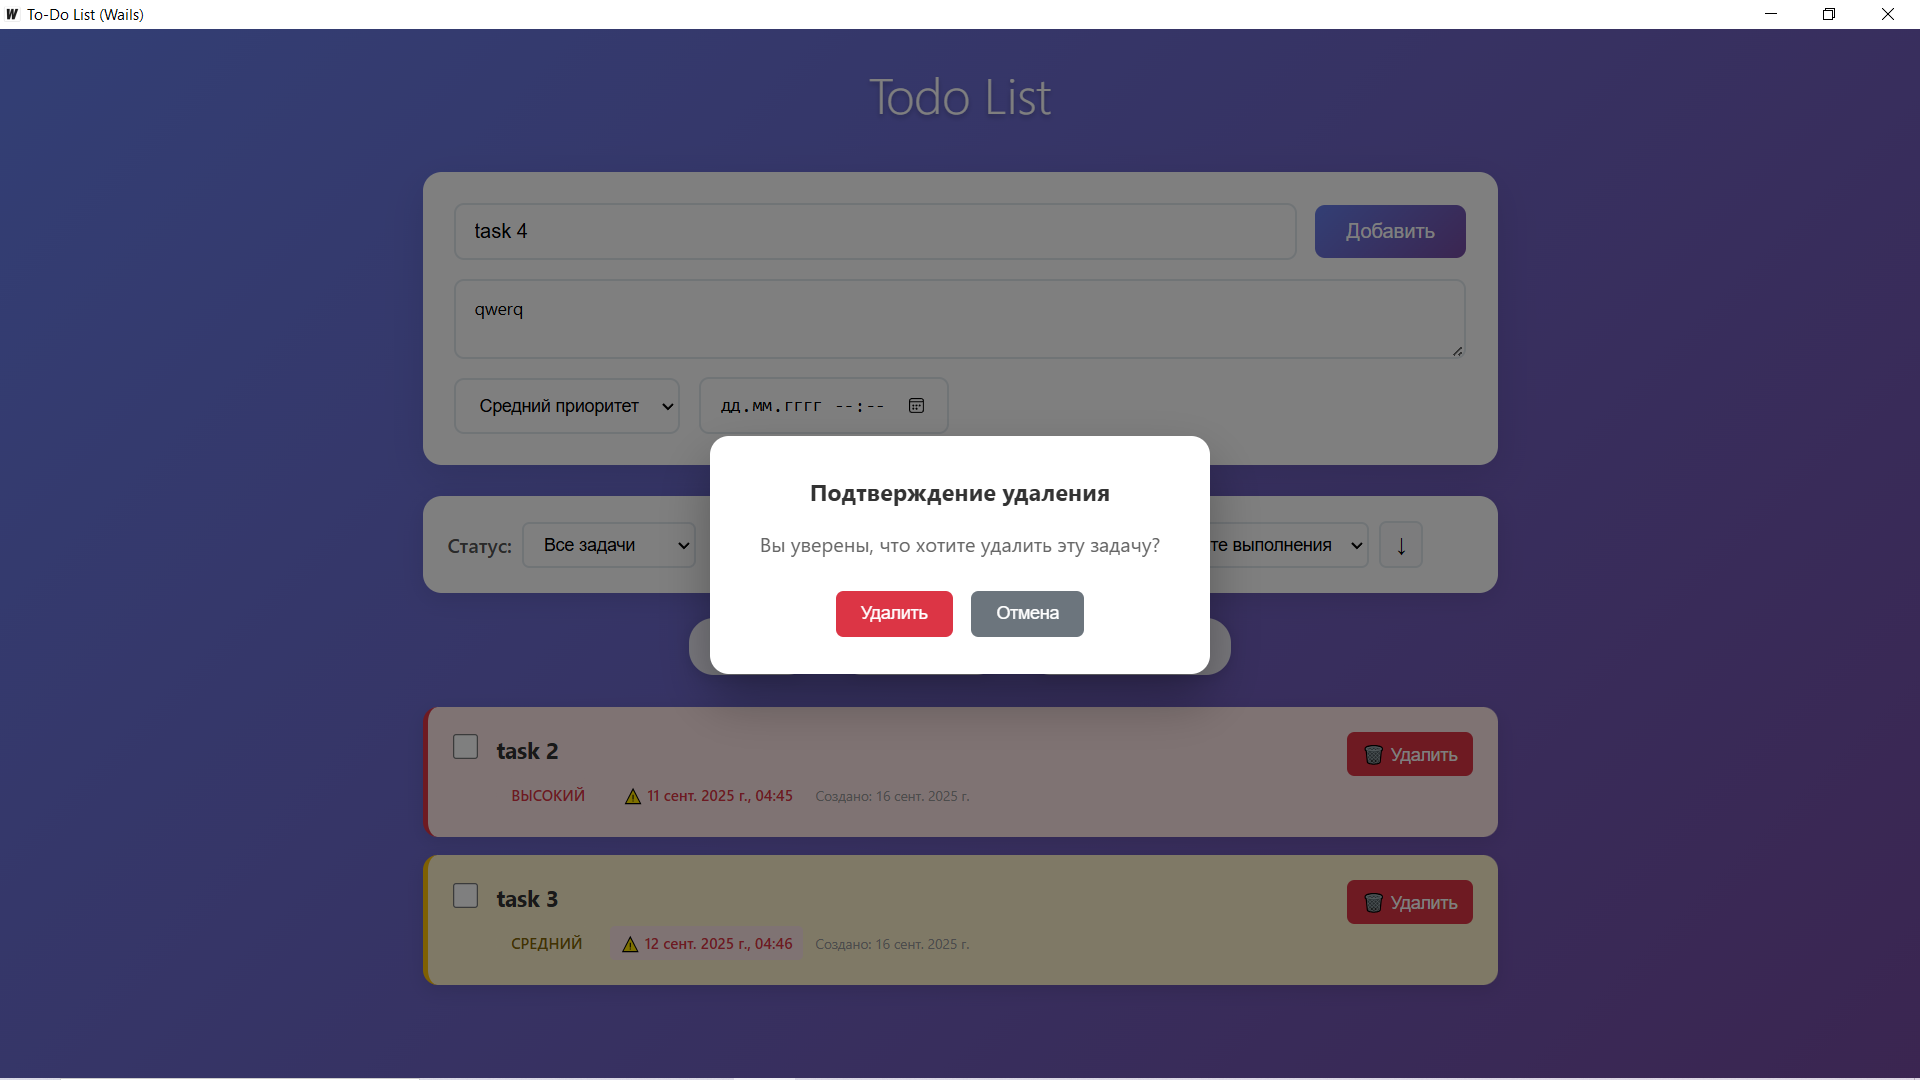 To-Do List (Wails)
Todo List
task 4
Добавить
qwerq
Средний приоритет
дд.мм.гггг --:--
Подтверждение удаления
Вы уверены, что хотите удалить эту задачу?
Удалить
Отмена
Статус:
Все задачи
выполнения
↓
task 2
Удалить
ВЫСОКИЙ
11 сент. 2025 г., 04:45
Создано: 16 сент. 2025 г.
task 3
Удалить
СРЕДНИЙ
12 сент. 2025 г., 04:46
Создано: 16 сент. 2025 г.